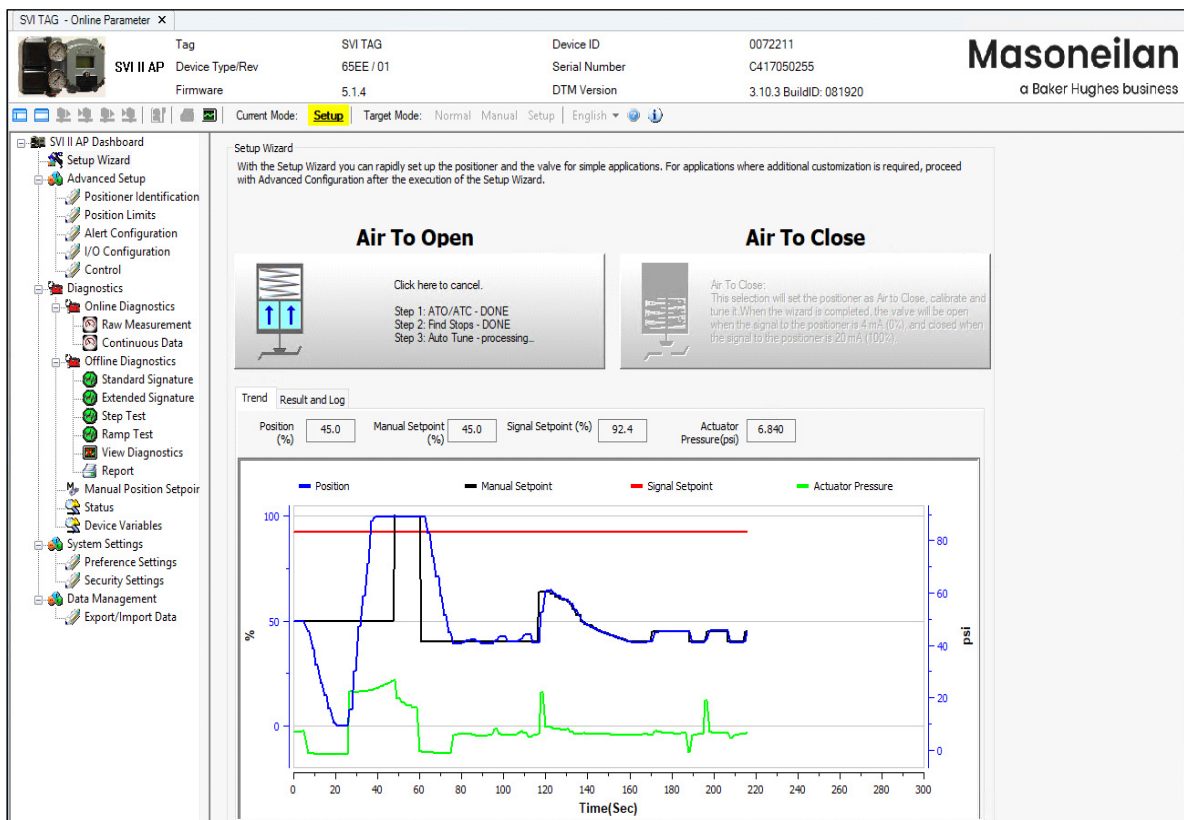 SVI TAG - Online Parameter ×
SVI II AP
Tag SVI TAG Device ID 0072211
Device Type/Rev 65EE / 01 Serial Number C417050255
Firmware 5.1.4 DTM Version 3.10.3 BuildID: 081920
Masoneilan
a Baker Hughes business
Current Mode: Setup Target Mode: Normal Manual Setup English
SVI II AP Dashboard
Setup Wizard
Advanced Setup
Positioner Identification
Position Limits
Alert Configuration
I/O Configuration
Control
Diagnostics
Online Diagnostics
Raw Measurement
Continuous Data
Offline Diagnostics
Standard Signature
Extended Signature
Step Test
Ramp Test
View Diagnostics
Report
Manual Position Setpoir
Status
Device Variables
System Settings
Preference Settings
Security Settings
Data Management
Export/Import Data
Setup Wizard
With the Setup Wizard you can rapidly set up the positioner and the valve for simple applications. For applications where additional customization is required, proceed
with Advanced Configuration after the execution of the Setup Wizard.
Air To Open
Click here to cancel.
Step 1: ATO/ATC - DONE
Step 2: Find Stops - DONE
Step 3: Auto Tune - processing...
Air To Close
Air To Close:
This selection will set the positioner as Air to Close, calibrate and
tune it.When the wizard is completed, the valve will be open
when the signal to the positioner is 4 mA (0%), and closed when
the signal to the positioner is 20 mA (100%).
Trend Result and Log
Position (%) 45.0 Manual Setpoint (%) 45.0 Signal Setpoint (%) 92.4 Actuator Pressure(psi) 6.840
Position Manual Setpoint Signal Setpoint Actuator Pressure
100
50
0
%
80
60
40
20
0
psi
0 20 40 60 80 100 120 140 160 180 200 220 240 260 280 300
Time(Sec)